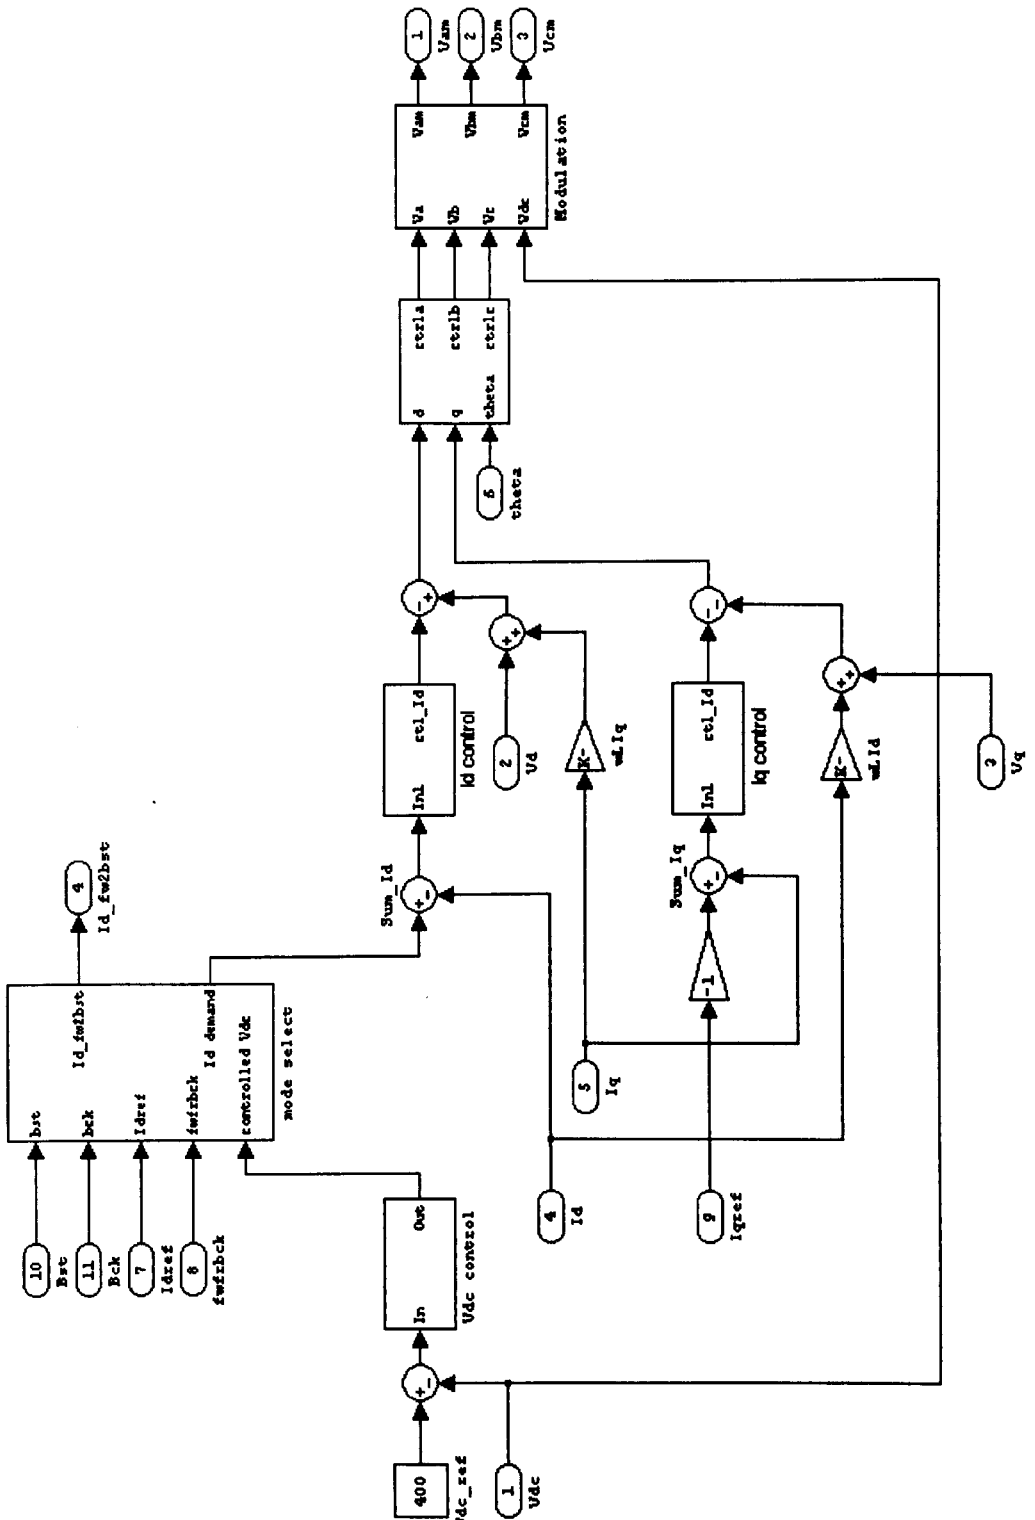 10
Bst
bst
11
Bck
bck
Id_fw2bst
4
Id_fw2bst
7
Idref
Idref
8
fwfrbck
fwfrbck
Id demand
controlled Vdc
mode select
400
Vdc_ref
+
-
In
Out
Vdc control
1
Vdc
Sum_Id
+
-
In1
ctl_Id
Id control
-
+
2
Vd
+
+
d
q
theta
ctrla
ctrlb
ctrlc
6
theta
Va
Vb
Vc
Vdc
Vam
Vbm
Vcm
Modulation
1
Vam
2
Vbm
3
Vcm
4
Id
5
Iq
K-
wLIq
9
Iqref
-1
Sum_Iq
+
-
In1
ctl_Id
Iq control
-
-
K-
wLId
+
+
3
Vq